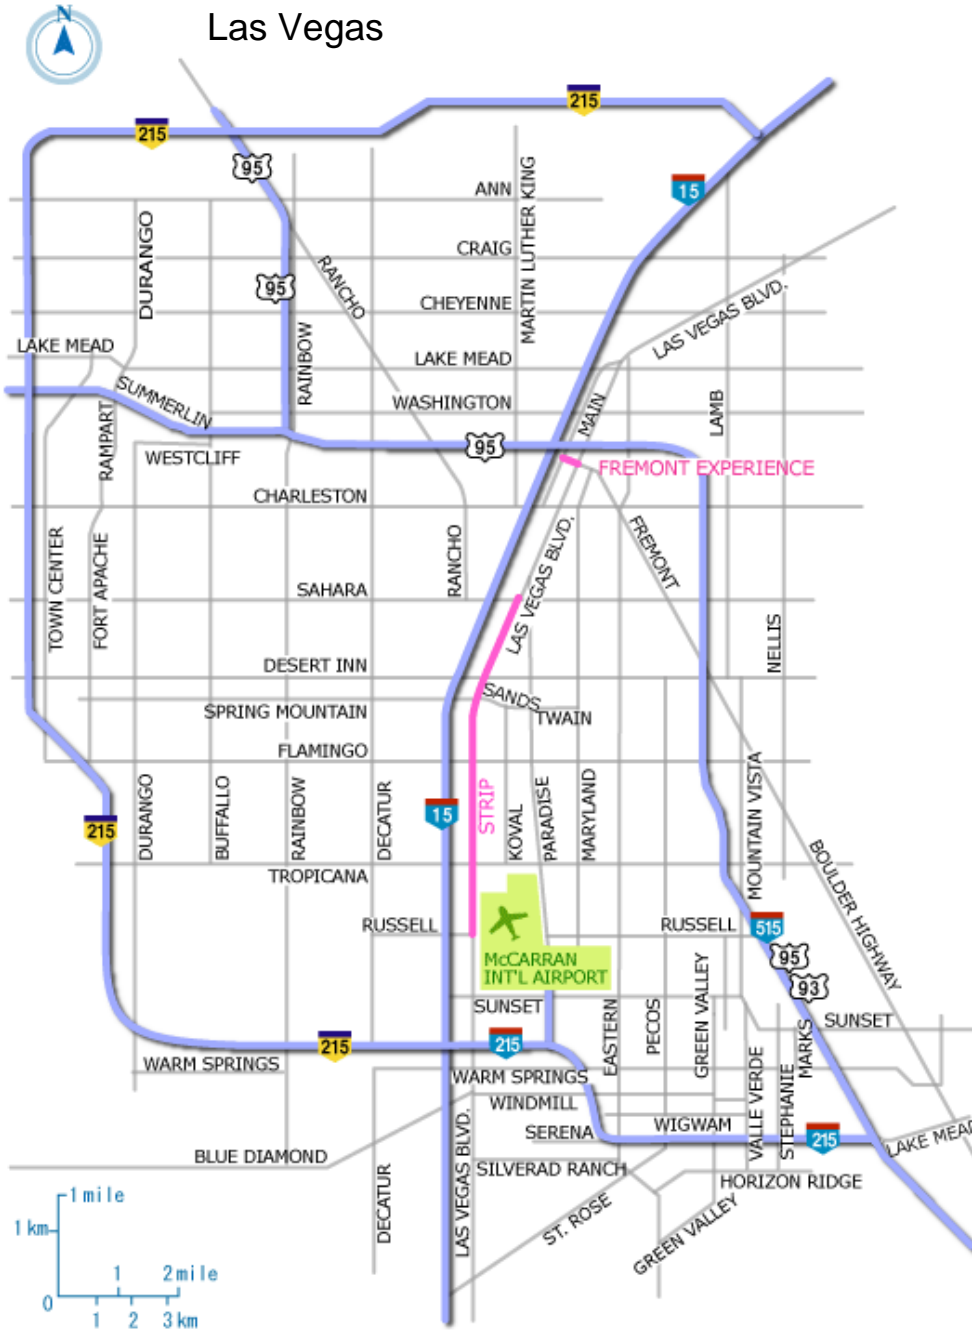 N
Las Vegas
215
215
95
15
ANN
MARTIN LUTHER KING
CRAIG
DURANGO
RANCHO
95
CHEYENNE
LAS VEGAS BLVD.
LAKE MEAD
RAINBOW
LAKE MEAD
SUMMERLIN
WASHINGTON
MAIN
LAMB
RAMPART
95
WESTCLIFF
FREMONT EXPERIENCE
CHARLESTON
FREMONT
TOWN CENTER
FORT APACHE
RANCHO
LAS VEGAS BLVD.
SAHARA
NELLIS
DESERT INN
SANDS
SPRING MOUNTAIN
TWAIN
FLAMINGO
215
DURANGO
BUFFALLO
RAINBOW
DECATUR
15
STRIP
KOVAL
PARADISE
MARYLAND
MOUNTAIN VISTA
BOULDER HIGHWAY
TROPICANA
RUSSELL
RUSSELL
515
McCARRAN
INT'L AIRPORT
95
93
GREEN VALLEY
SUNSET
EASTERN
PECOS
MARKS
SUNSET
215
215
WARM SPRINGS
WARM SPRINGS
VALLE VERDE
STEPHANIE
WINDMILL
SERENA
WIGWAM
215
LAKE MEAD
BLUE DIAMOND
DECATUR
LAS VEGAS BLVD.
SILVERAD RANCH
HORIZON RIDGE
ST. ROSE
GREEN VALLEY
1 mile
1 km
1 2 mile
0
1 2 3 km